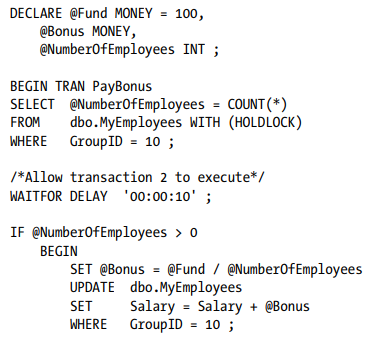 DECLARE @Fund MONEY = 100,
@Bonus MONEY,
@NumberOfEmployees INT ;
BEGIN TRAN PayBonus
SELECT @NumberOfEmployees = COUNT(*)
FROM dbo.MyEmployees WITH (HOLDLOCK)
WHERE GroupID = 10 ;
/*Allow transaction 2 to execute*/
WAITFOR DELAY '00:00:10' ;
IF @NumberOfEmployees > 0
BEGIN
SET @Bonus = @Fund / @NumberOfEmployees
UPDATE dbo.MyEmployees
SET Salary = Salary + @Bonus
WHERE GroupID = 10 ;